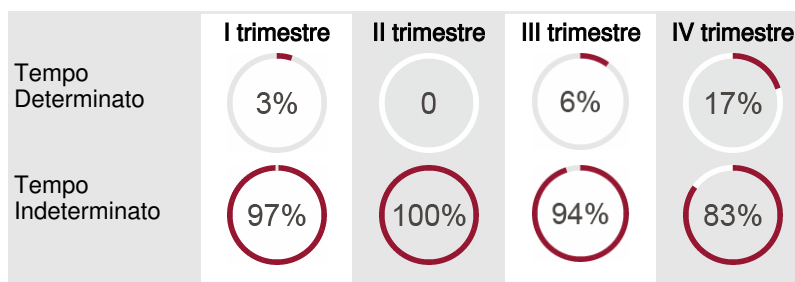 I trimestre II trimestre III trimestre IV trimestre
Tempo
Determinato
3% 0 6% 17%
Tempo
Indeterminato
97% 100% 94% 83%